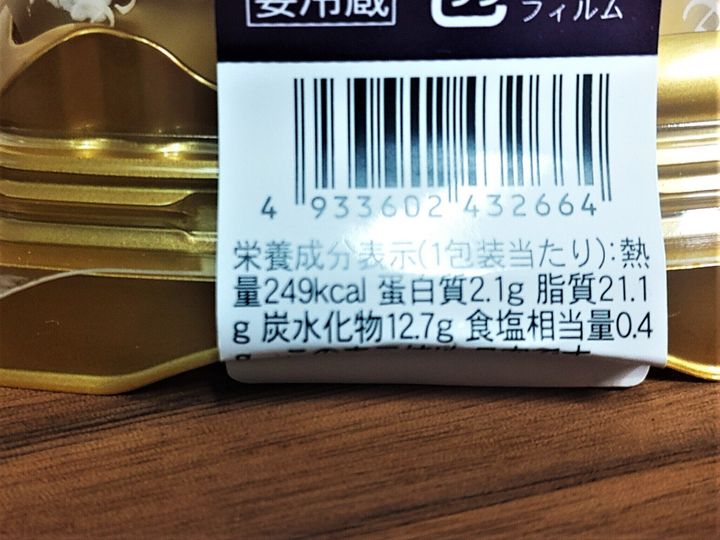 要冷蔵
フィルム
4 933602 432664
栄養成分表示(1包装当たり):熱
量249kcal 蛋白質2.1g 脂質21.1
g 炭水化物12.7g 食塩相当量0.4